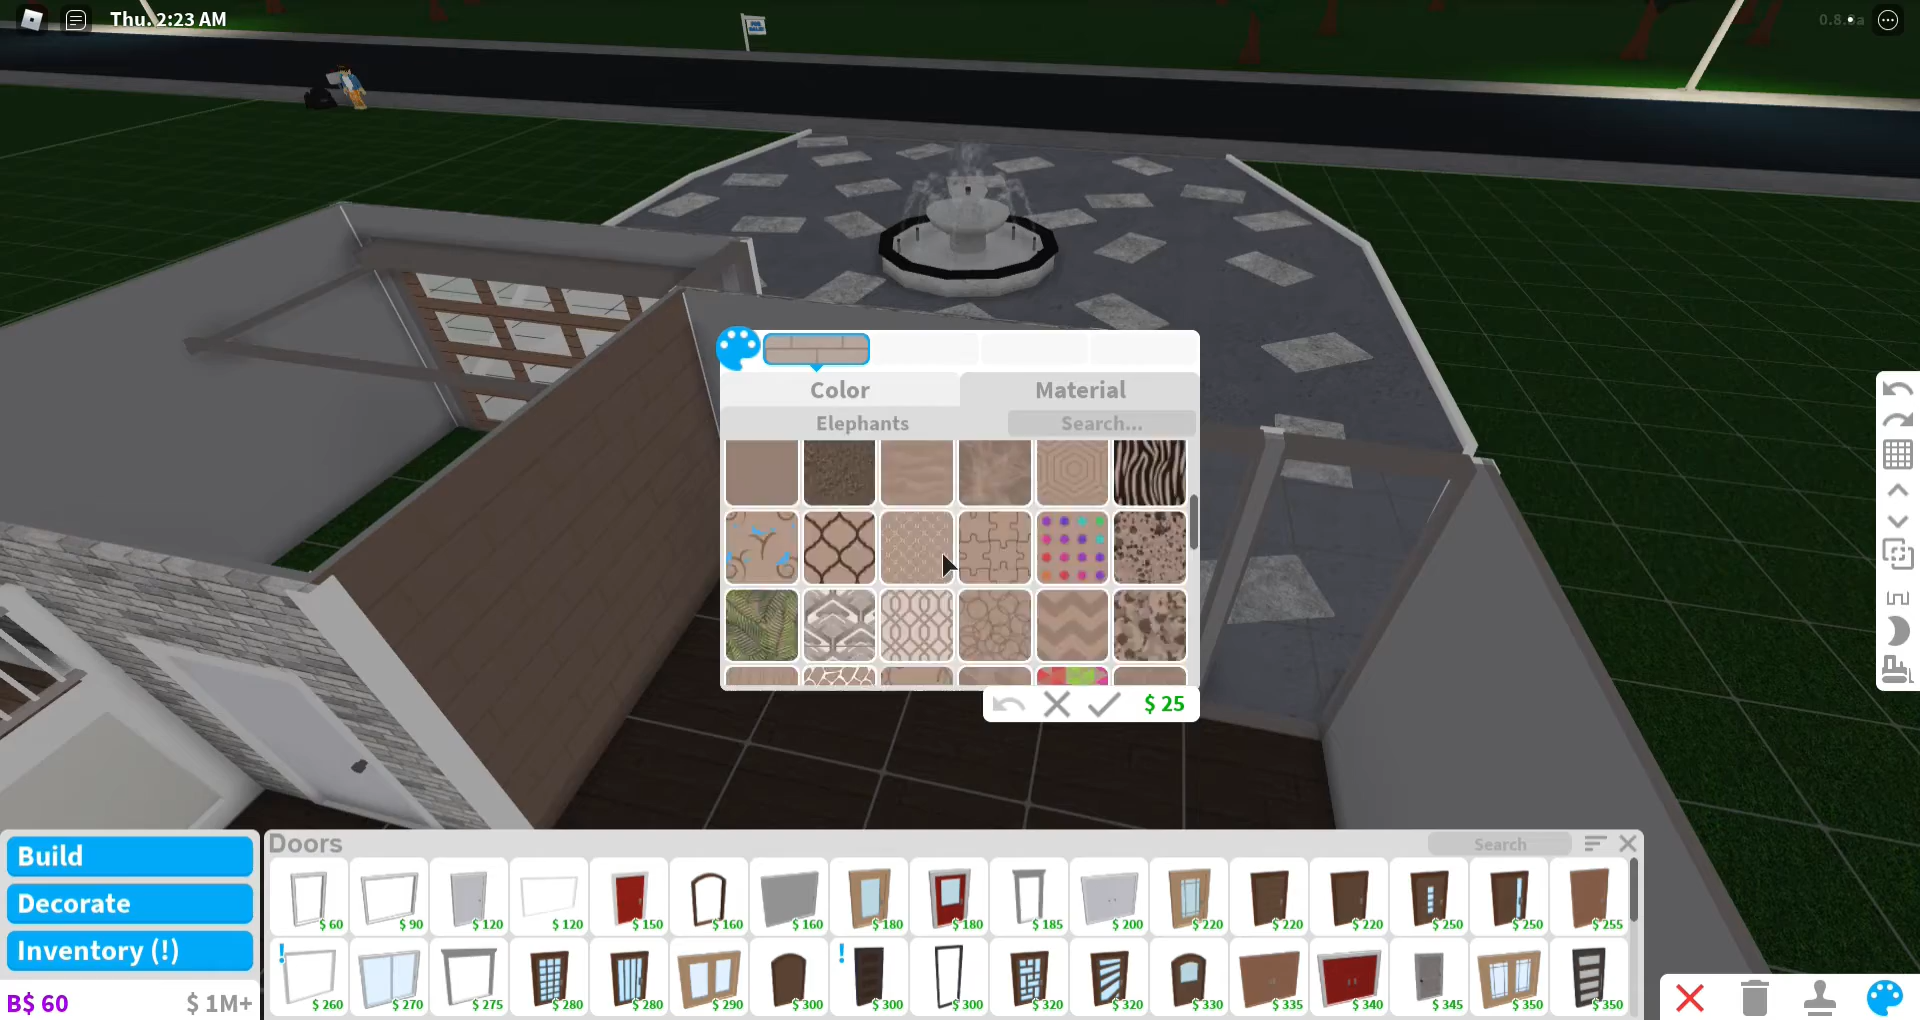 Thu. 2:23 AM
FOR SALE!
Color
Material
Elephants
Search...
$ 25
Build
Decorate
Inventory (!)
B$ 60
$ 1M+
Doors
Search
$ 60
$ 90
$ 120
$ 120
$ 150
$ 160
$ 160
$ 180
$ 180
$ 185
$ 200
$ 220
$ 220
$ 220
$ 250
$ 250
$ 255
!
$ 260
$ 270
$ 275
$ 280
$ 280
$ 290
$ 300
!
$ 300
$ 300
$ 320
$ 320
$ 330
$ 335
$ 340
$ 345
$ 350
$ 350